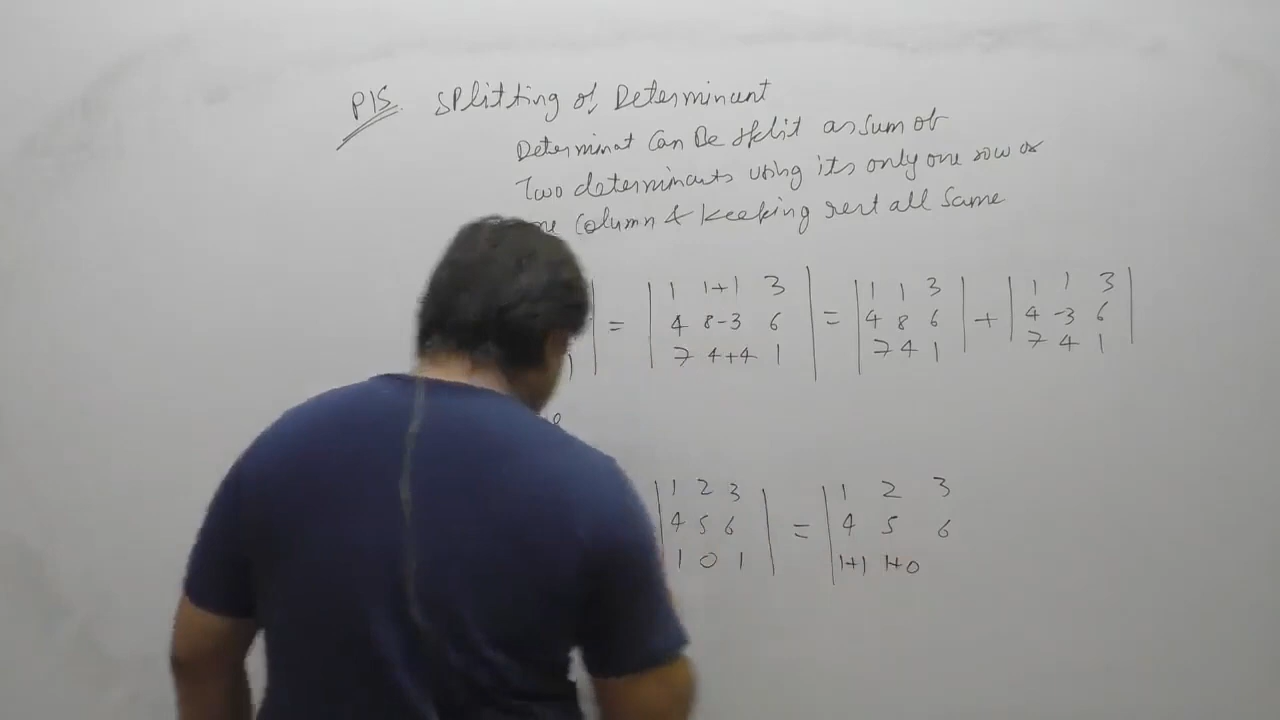 P15. Splitting of Determinant
Determinat Can Be split as sum of
Two determinants using its only one row or
Column & Keeking rest all Same
= | 1 1+1 3 | = | 1 1 3 | + | 1 1 3 |
| 4 8-3 6 | | 4 8 6 | | 4 -3 6 |
| 7 4+4 1 | | 7 4 1 | | 7 4 1 |
| 1 2 3 | = | 1 2 3
| 4 5 6 | | 4 5 6
| 1 0 1 | | 1+1 1+0